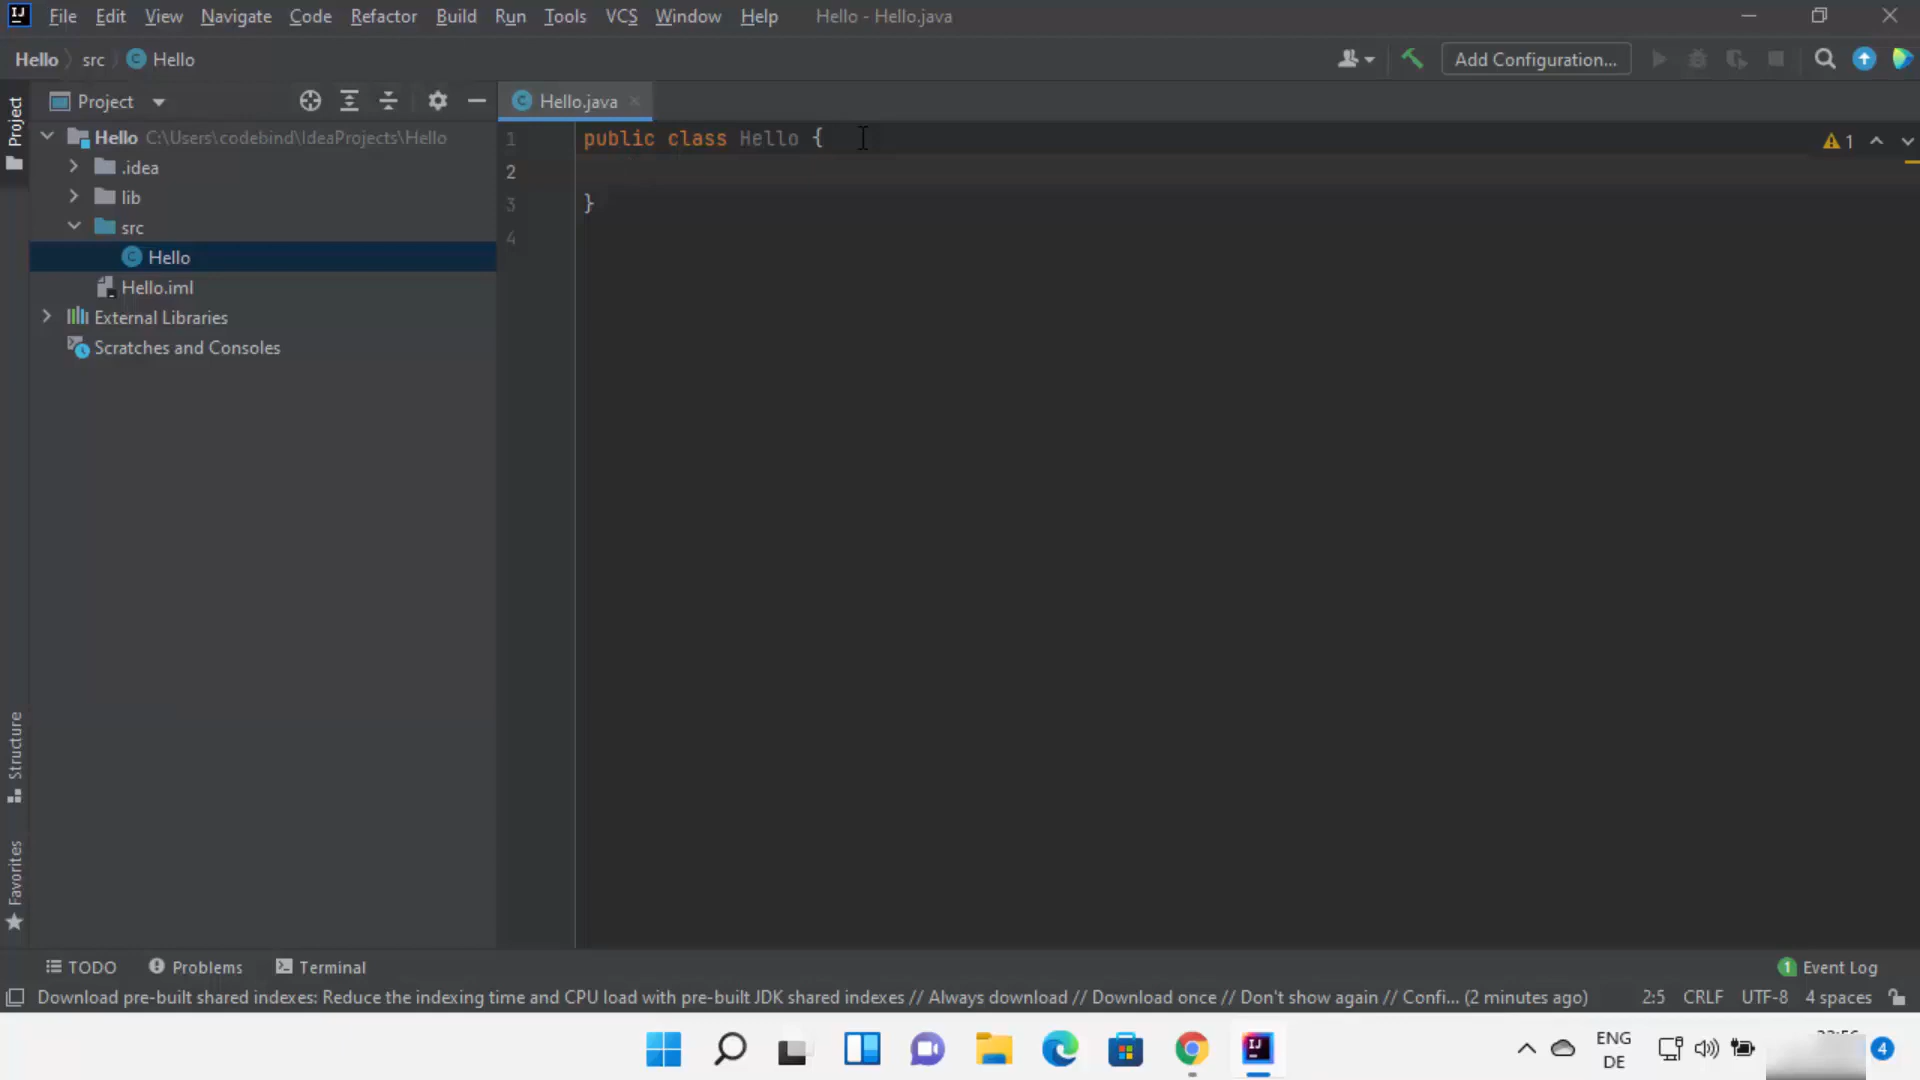 IJ File Edit View Navigate Code Refactor Build Run Tools VCS Window Help Hello - Hello.java
Hello src C Hello Add Configuration...
Project
Project
Hello.java
Hello C:\Users\codebind\IdeaProjects\Hello
.idea
lib
src
Hello
Hello.iml
External Libraries
Scratches and Consoles
1 public class Hello {
2
3 }
4
1
Structure
Favorites
TODO Problems Terminal
1 Event Log
Download pre-built shared indexes: Reduce the indexing time and CPU load with pre-built JDK shared indexes // Always download // Download once // Don't show again // Confi... (2 minutes ago) 2:5 CRLF UTF-8 4 spaces
IJ
ENG
DE
4